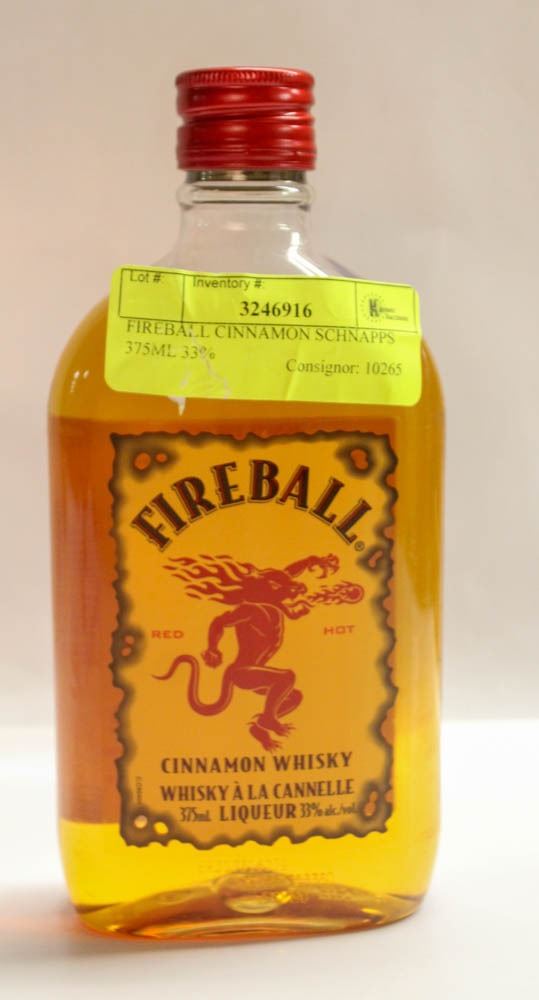 Lot #:
Inventory #:
3246916
FIREBALL CINNAMON SCHNAPPS
375ML 33%
Consignor: 10265
FIREBALL®
RED HOT
CINNAMON WHISKY
WHISKY À LA CANNELLE
375mL LIQUEUR 33% alc./vol.